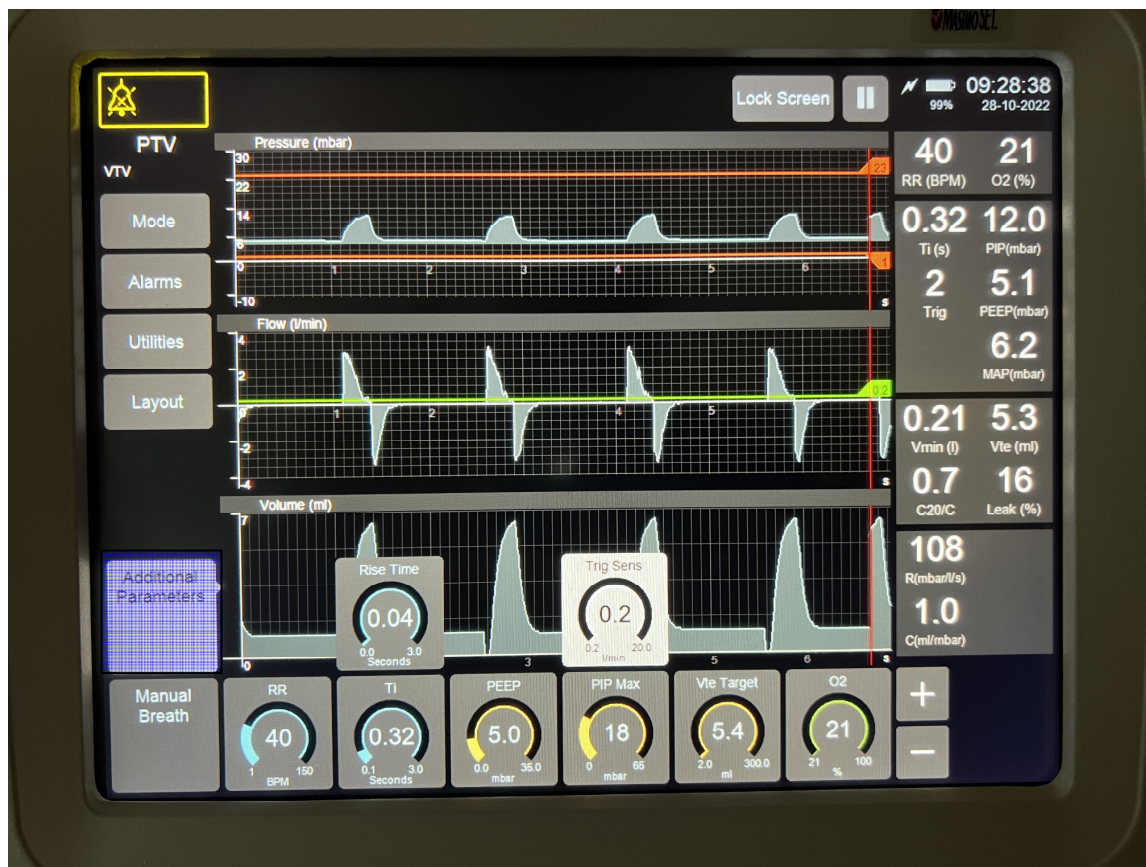 MASIMO SET.
Lock Screen
99%
09:28:38
28-10-2022
PTV
VTV
Mode
Alarms
Utilities
Layout
Additional
Parameters
Pressure (mbar)
30
22
14
6
0
-10
23
1
1 2 3 4 5 6
s
Flow (l/min)
4
2
0
-2
-4
0.2
1 2 4 5
s
Volume (ml)
7
0
3 5 6
s
40 21
RR (BPM) O2 (%)
0.32 12.0
Ti (s) PIP(mbar)
2 5.1
Trig PEEP(mbar)
6.2
MAP(mbar)
0.21 5.3
Vmin (l) Vte (ml)
0.7 16
C20/C Leak (%)
108
R(mbar/l/s)
1.0
C(ml/mbar)
Rise Time
0.04
0.0 3.0
Seconds
Trig Sens
0.2
0.2 20.0
l/min
Manual
Breath
RR
40
1 150
BPM
Ti
0.32
0.1 3.0
Seconds
PEEP
5.0
0.0 35.0
mbar
PIP Max
18
0 65
mbar
Vte Target
5.4
2.0 300.0
ml
O2
21
21 100
%
+
−